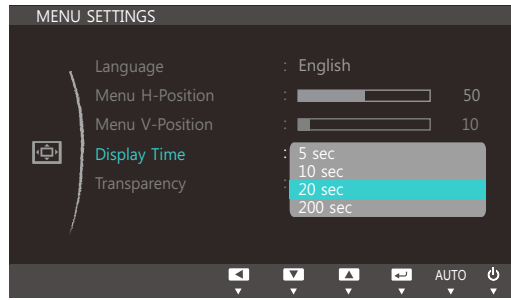 MENU SETTINGS
Language : English
Menu H-Position : 50
Menu V-Position : 10
Display Time : 5 sec
10 sec
Transparency : 20 sec
200 sec
AUTO